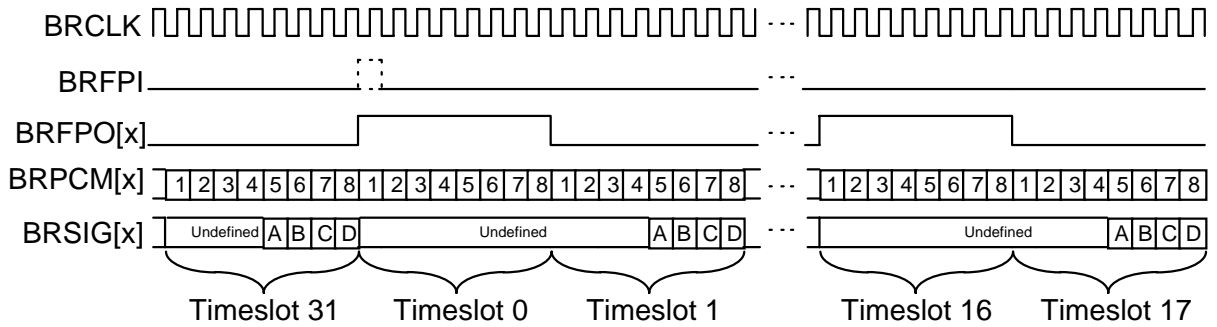 BRCLK ...
BRFPI ...
BRFPO[x] ...
BRPCM[x] 1 2 3 4 5 6 7 8 1 2 3 4 5 6 7 8 1 2 3 4 5 6 7 8 ... 1 2 3 4 5 6 7 8 1 2 3 4 5 6 7 8
BRSIG[x] Undefined A B C D Undefined A B C D ... Undefined A B C D
Timeslot 31 Timeslot 0 Timeslot 1 Timeslot 16 Timeslot 17